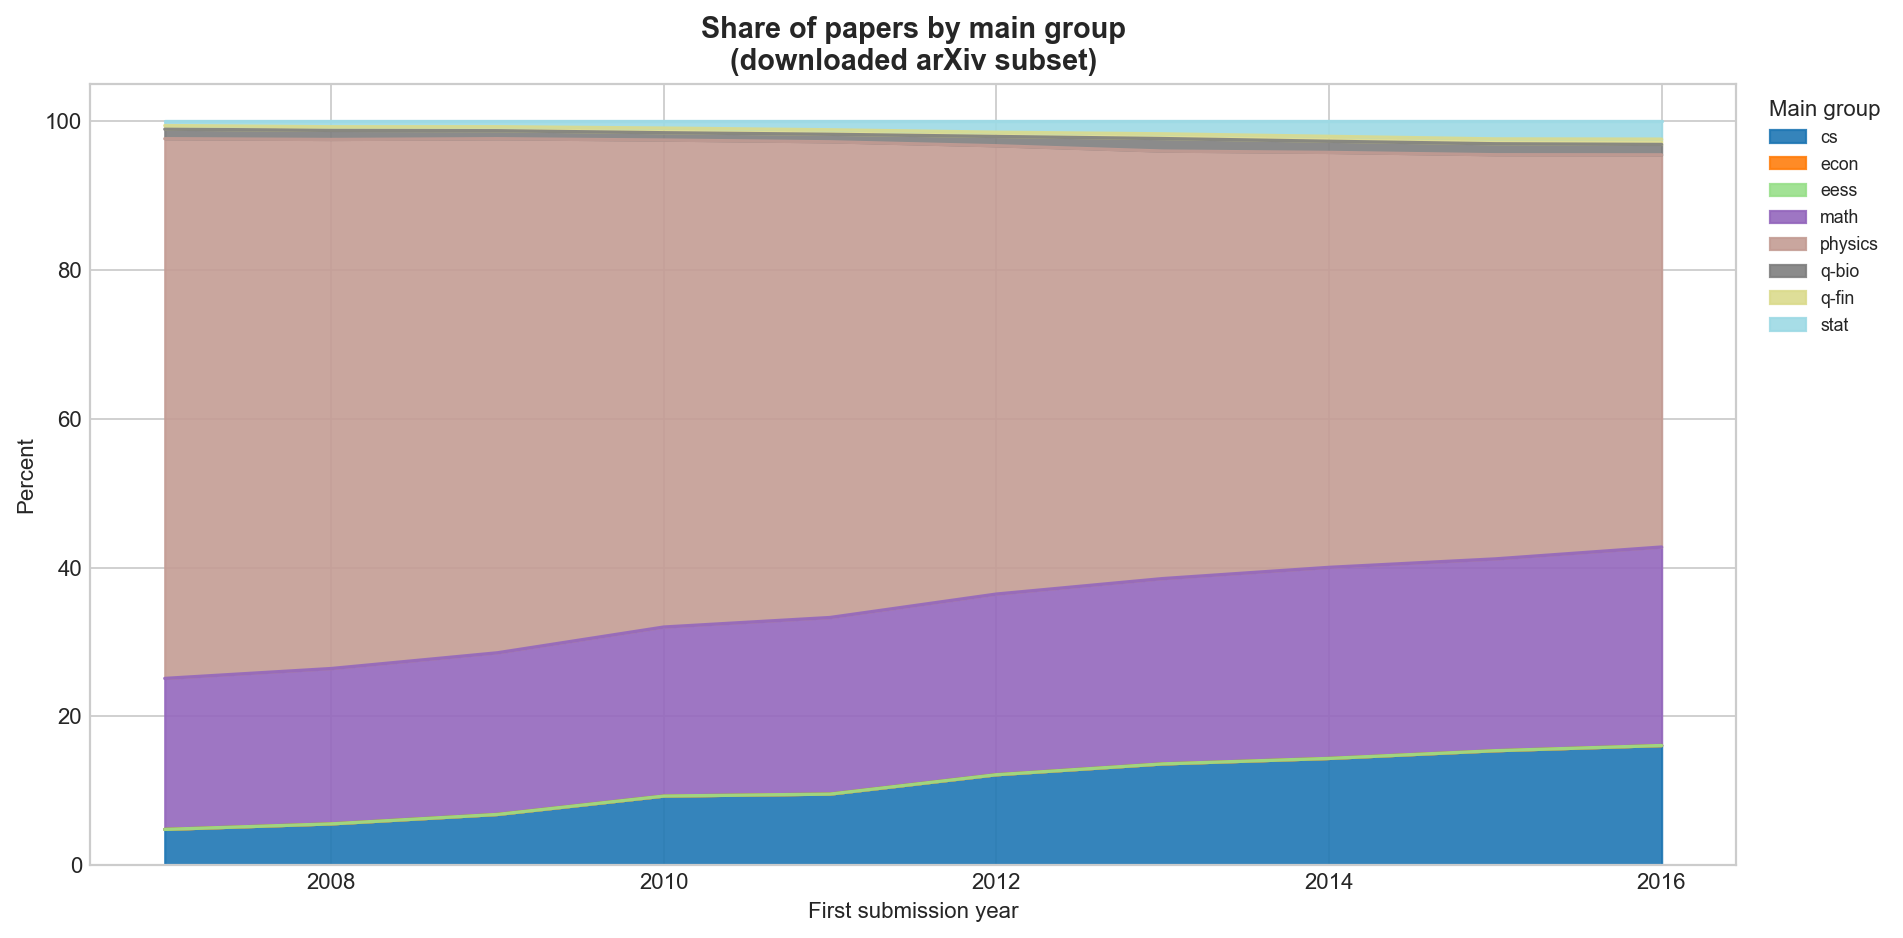 Share of papers by main group
(downloaded arXiv subset)
Percent
100
80
60
40
20
0
2008
2010
2012
2014
2016
First submission year
Main group
cs
econ
eess
math
physics
q-bio
q-fin
stat